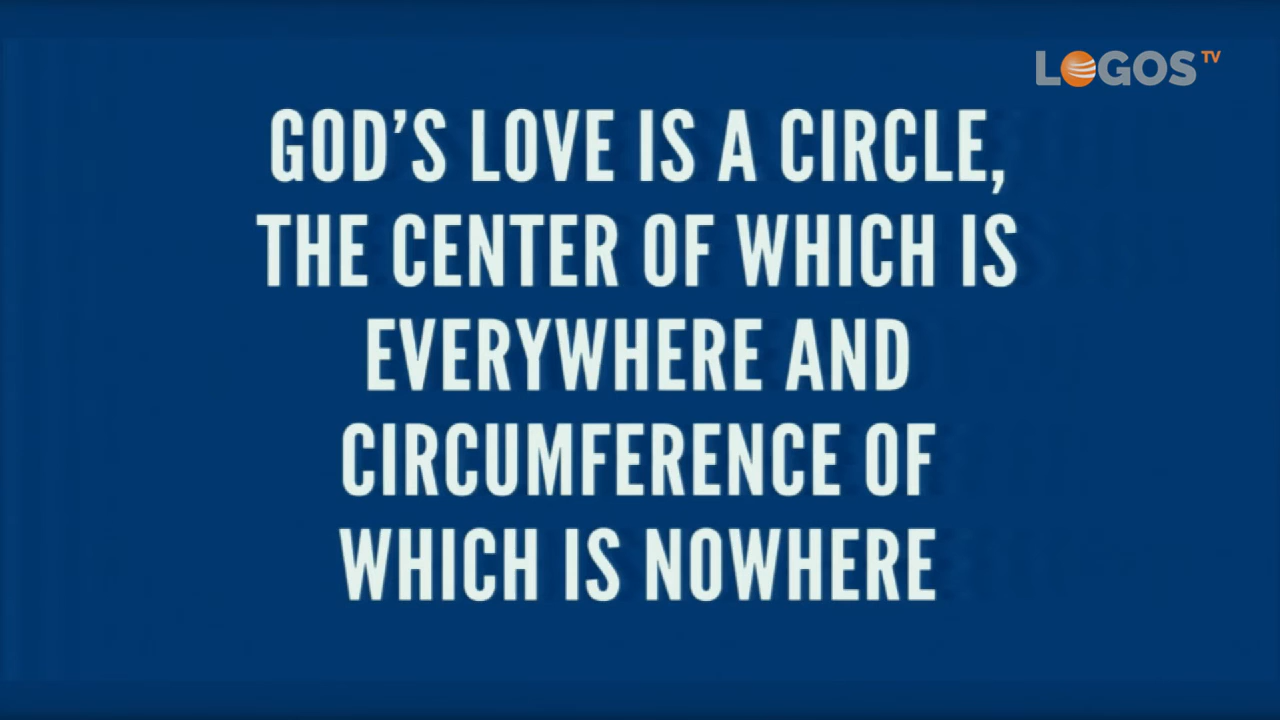 LOGOS TV
GOD'S LOVE IS A CIRCLE,
THE CENTER OF WHICH IS
EVERYWHERE AND
CIRCUMFERENCE OF
WHICH IS NOWHERE